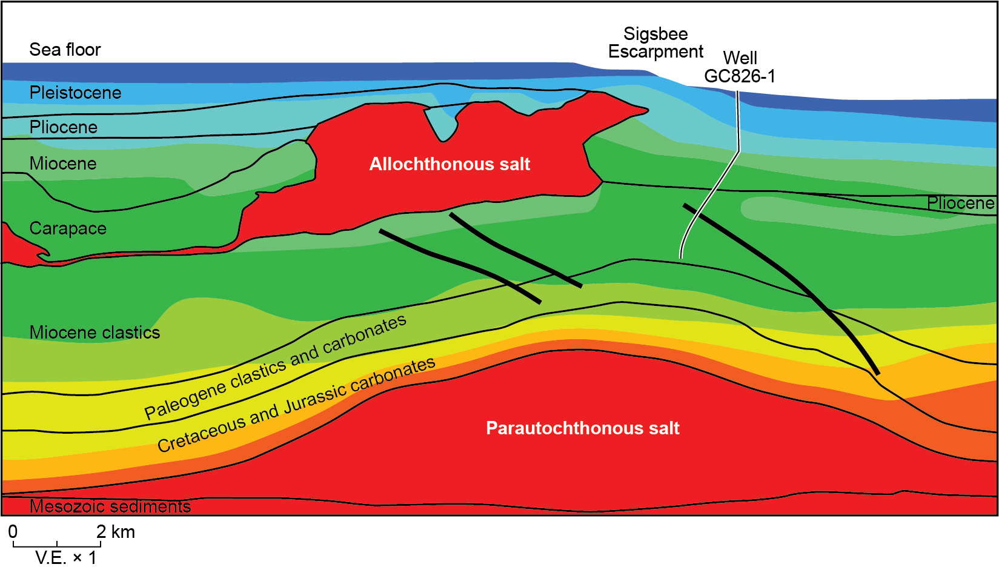 Sigsbee
Escarpment
Sea floor
Well
GC826-1
Pleistocene
Pliocene
Miocene
Allochthonous salt
Pliocene
Carapace
Miocene clastics
Paleogene clastics and carbonates
Cretaceous and Jurassic carbonates
Parautochthonous salt
Mesozoic sediments
0 2 km
V.E. × 1